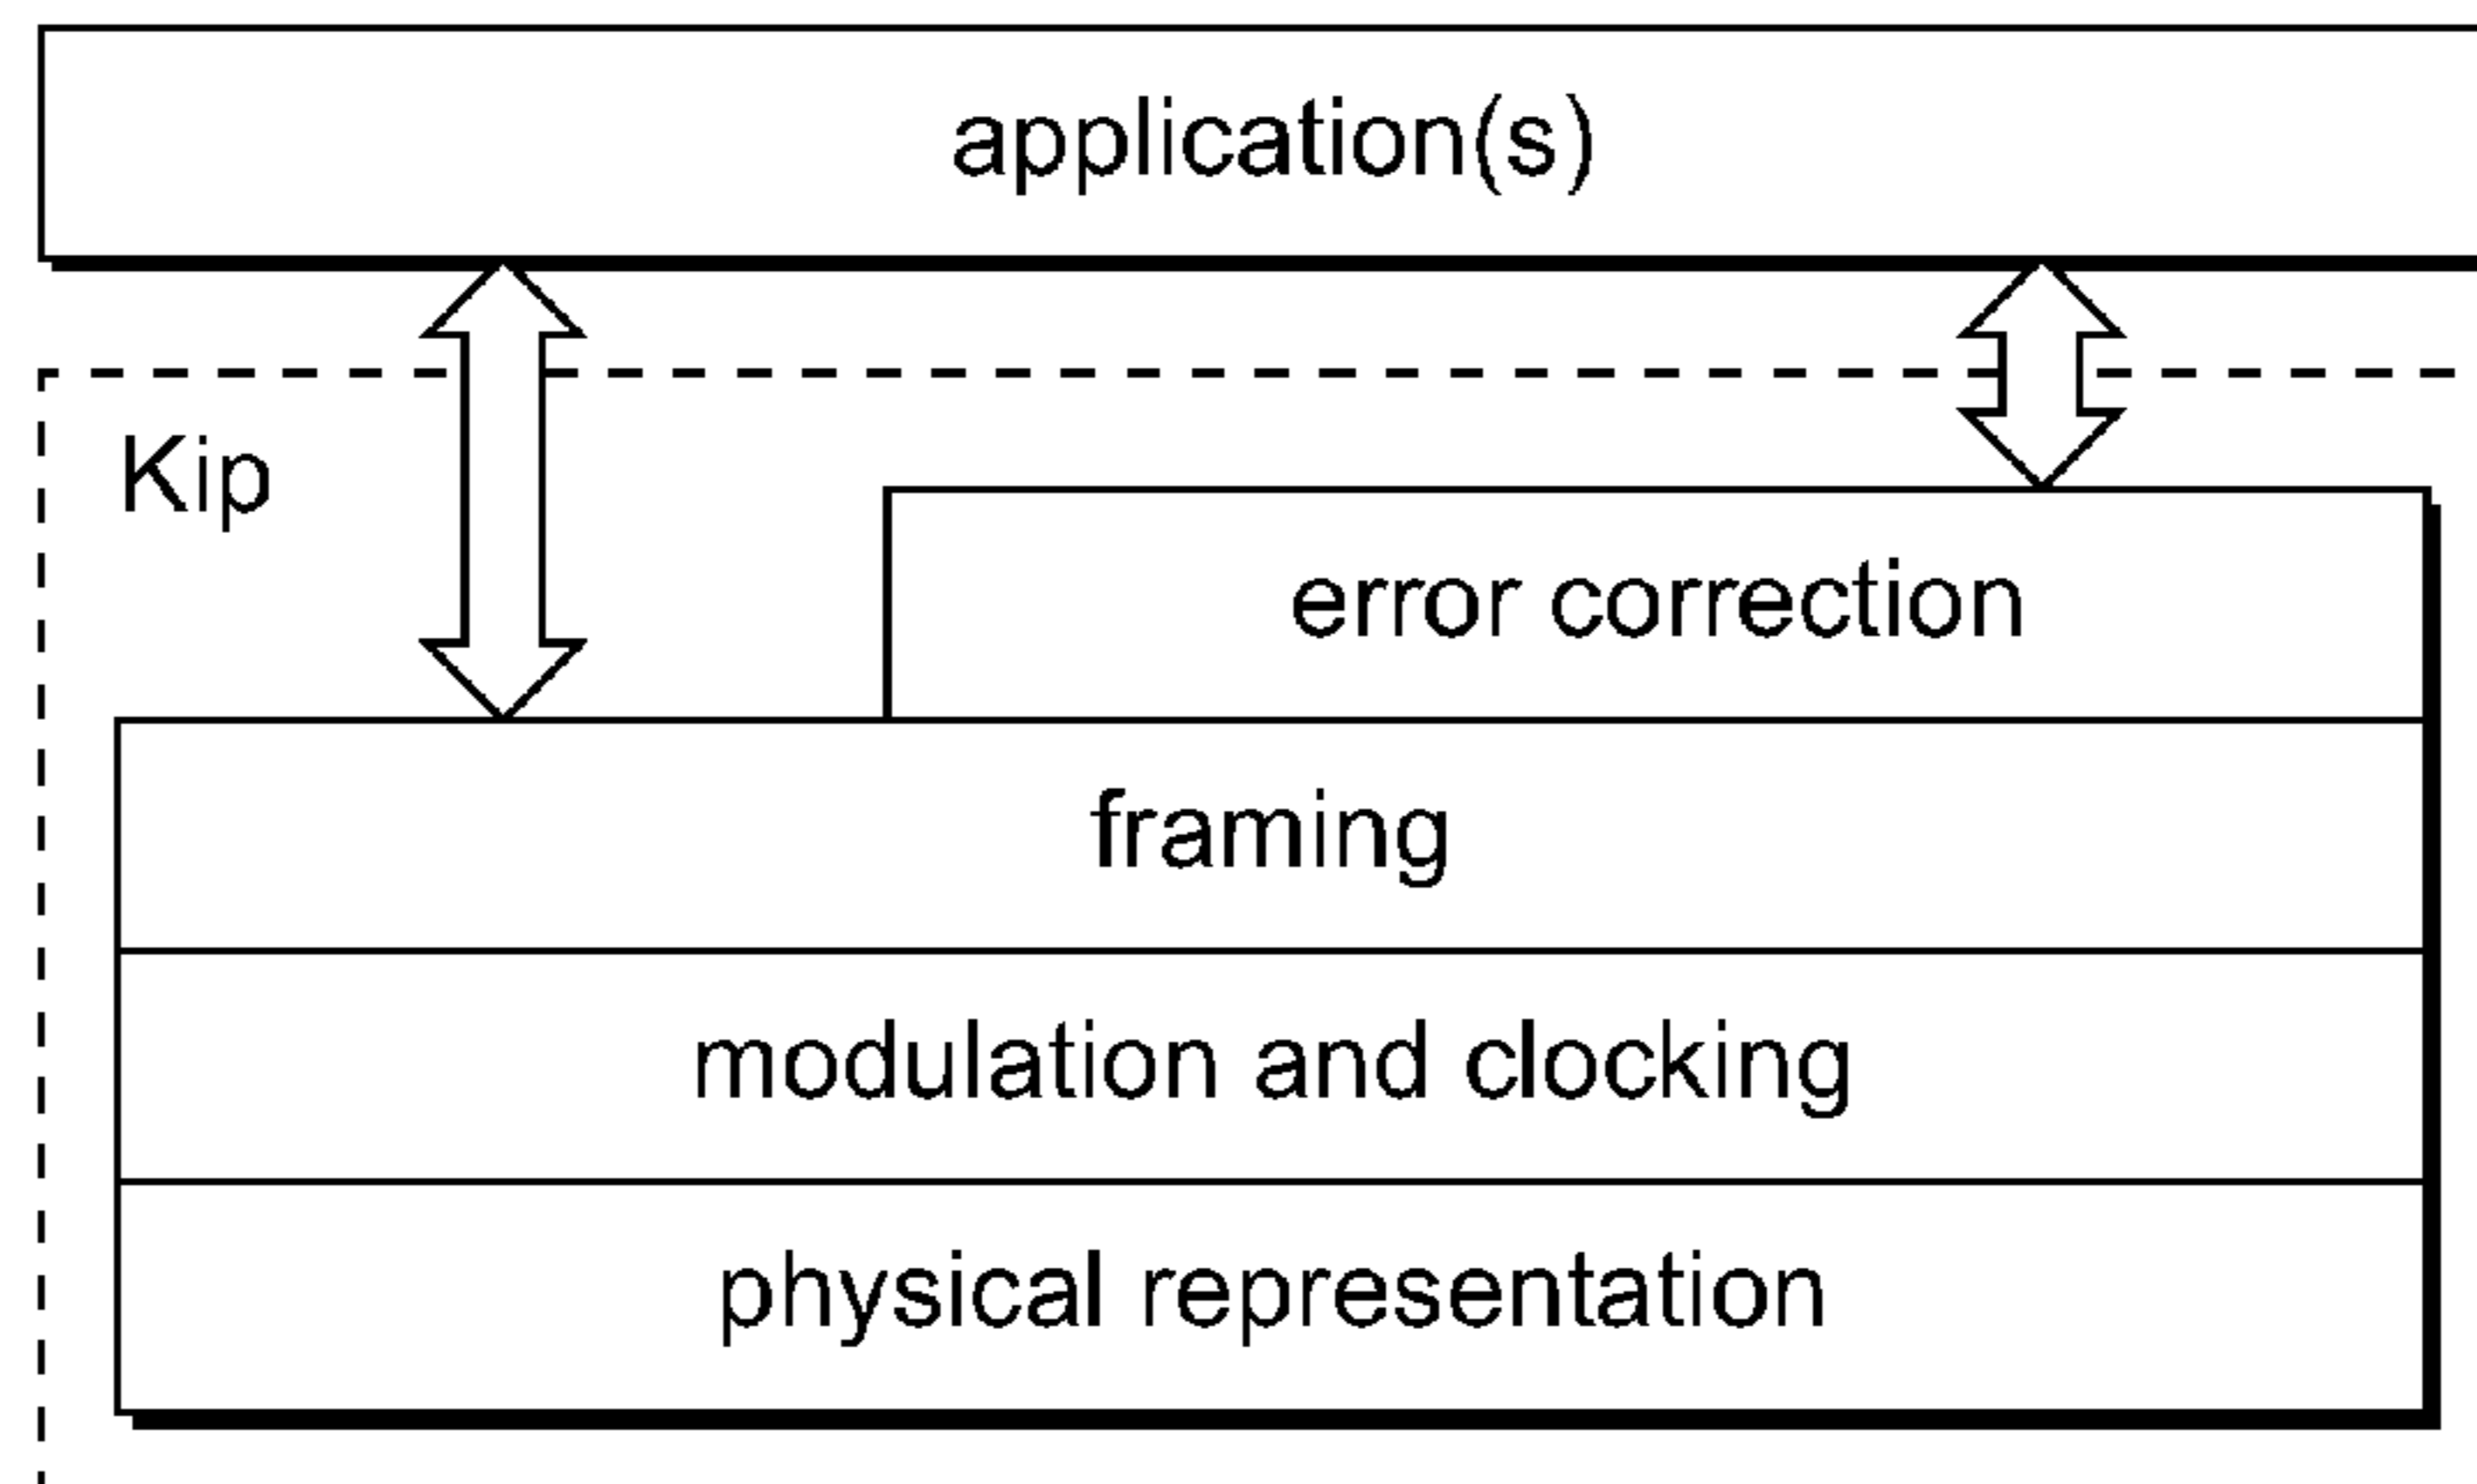 application(s)
Kip
error correction
framing
modulation and clocking
physical representation